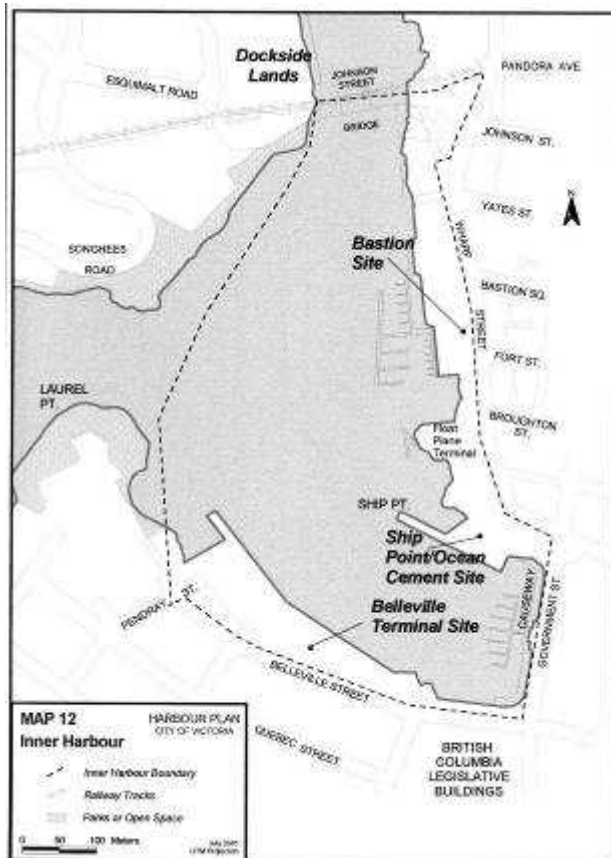 Dockside
Lands
ESQUIMALT ROAD
JOHNSON
STREET
BRIDGE
PANDORA AVE.
JOHNSON ST.
N
YATES ST.
WHARF
STREET
SONGHEES
ROAD
Bastion
Site
BASTION SQ.
FORT ST.
LAUREL
PT.
BROUGHTON
ST.
Float
Plane
Terminal
SHIP PT.
Ship
Point/Ocean
Cement Site
CAUSEWAY
GOVERNMENT ST.
PENDRAY ST.
Belleville
Terminal Site
BELLEVILLE STREET
QUEBEC STREET
BRITISH
COLUMBIA
LEGISLATIVE
BUILDINGS
MAP 12
Inner Harbour
HARBOUR PLAN
CITY OF VICTORIA
Inner Harbour Boundary
Railway Tracks
Parks or Open Space
0 50 100 Meters
UTM Projection